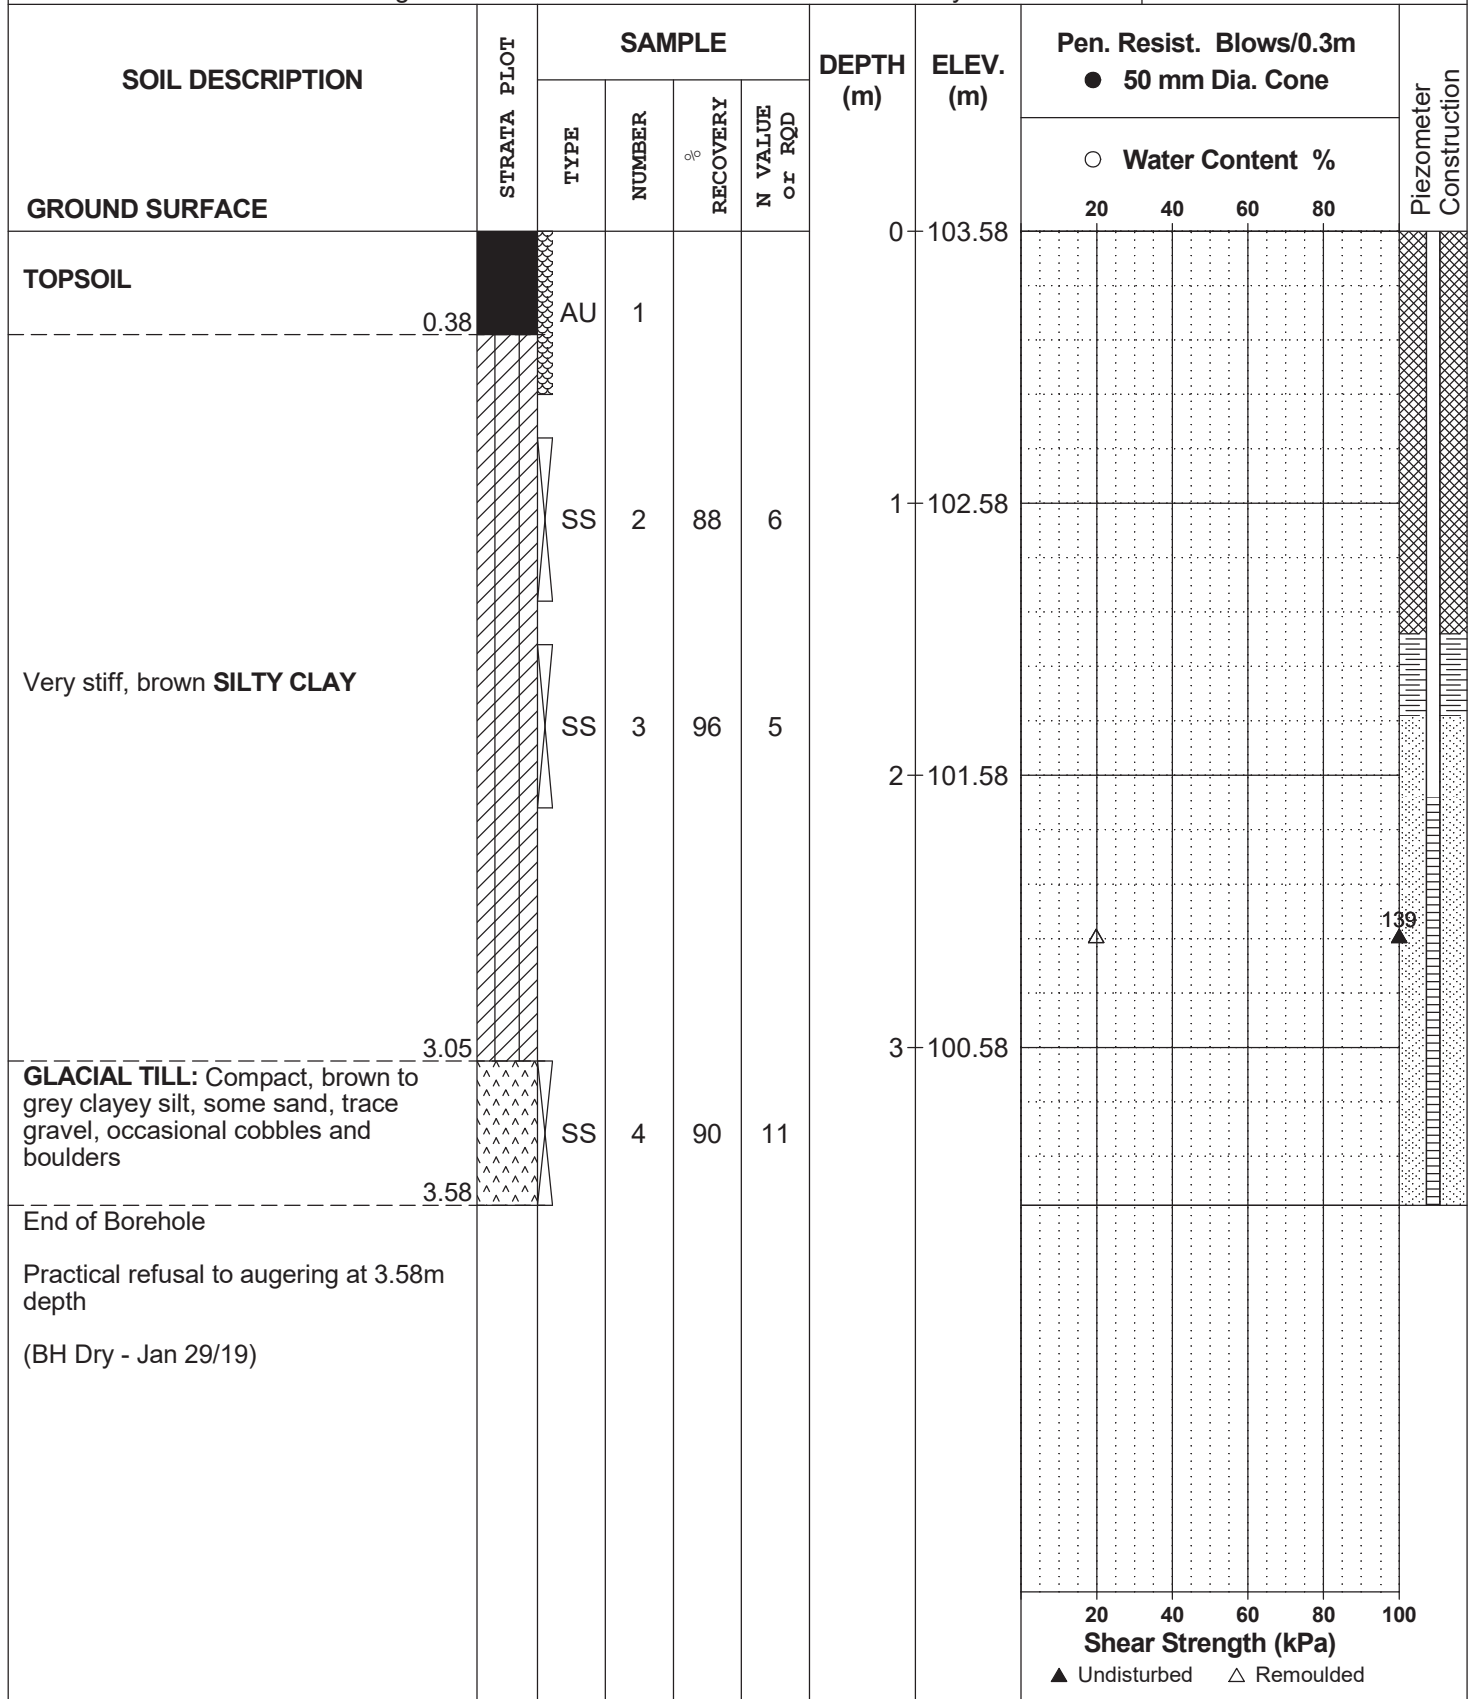 SOIL DESCRIPTION
GROUND SURFACE
STRATA PLOT
SAMPLE
TYPE
NUMBER
%
RECOVERY
N VALUE
or RQD
DEPTH
(m)
ELEV.
(m)
Pen. Resist. Blows/0.3m
● 50 mm Dia. Cone
○ Water Content %
20 40 60 80
Piezometer
Construction
0 103.58
TOPSOIL
0.38
AU 1
1 102.58
SS 2 88 6
Very stiff, brown SILTY CLAY
SS 3 96 5
2 101.58
139
3.05
3 100.58
GLACIAL TILL: Compact, brown to
grey clayey silt, some sand, trace
gravel, occasional cobbles and
boulders
SS 4 90 11
3.58
End of Borehole
Practical refusal to augering at 3.58m
depth
(BH Dry - Jan 29/19)
20 40 60 80 100
Shear Strength (kPa)
▲ Undisturbed △ Remoulded